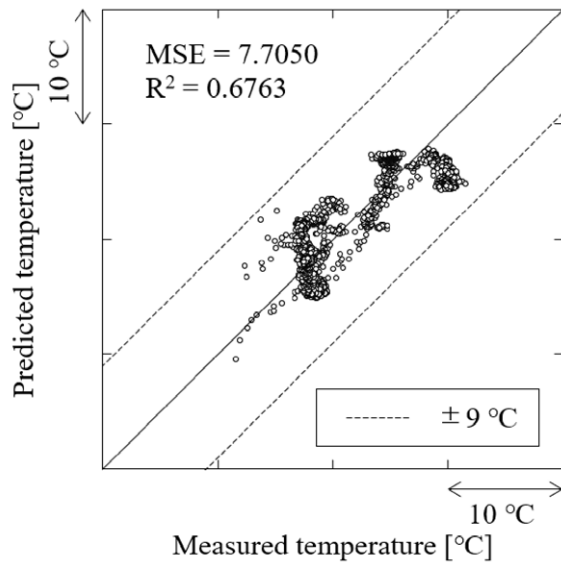 10 ℃
MSE = 7.7050
R² = 0.6763
Predicted temperature [℃]
± 9 ℃
10 ℃
Measured temperature [℃]